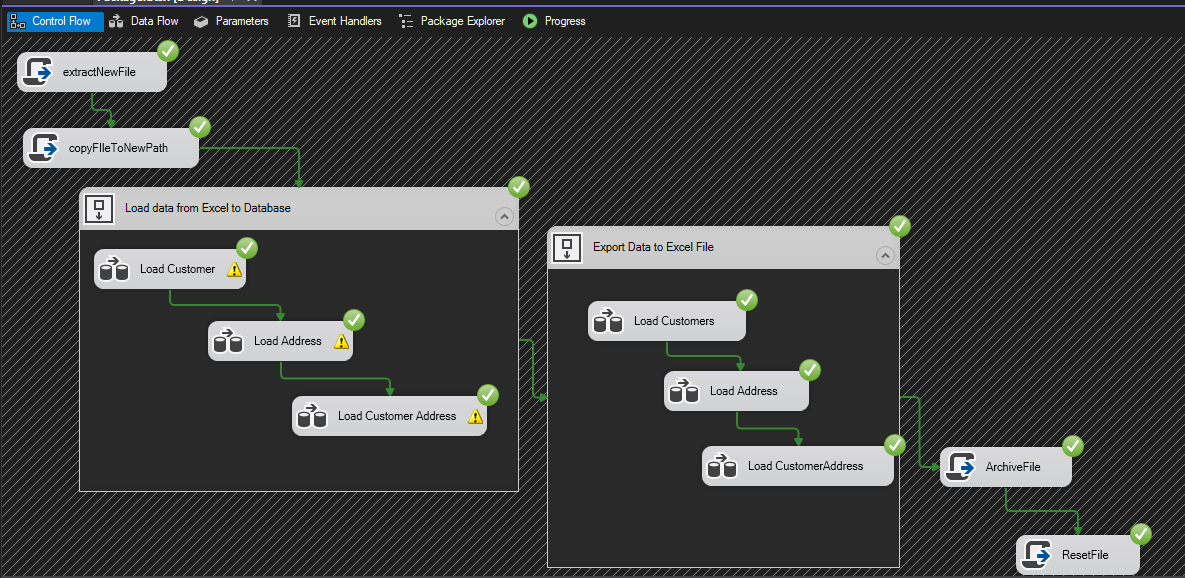 Control Flow
Data Flow
Parameters
Event Handlers
Package Explorer
Progress
extractNewFile
copyFIleToNewPath
Load data from Excel to Database
Load Customer
Load Address
Load Customer Address
Export Data to Excel File
Load Customers
Load Address
Load CustomerAddress
ArchiveFile
ResetFile